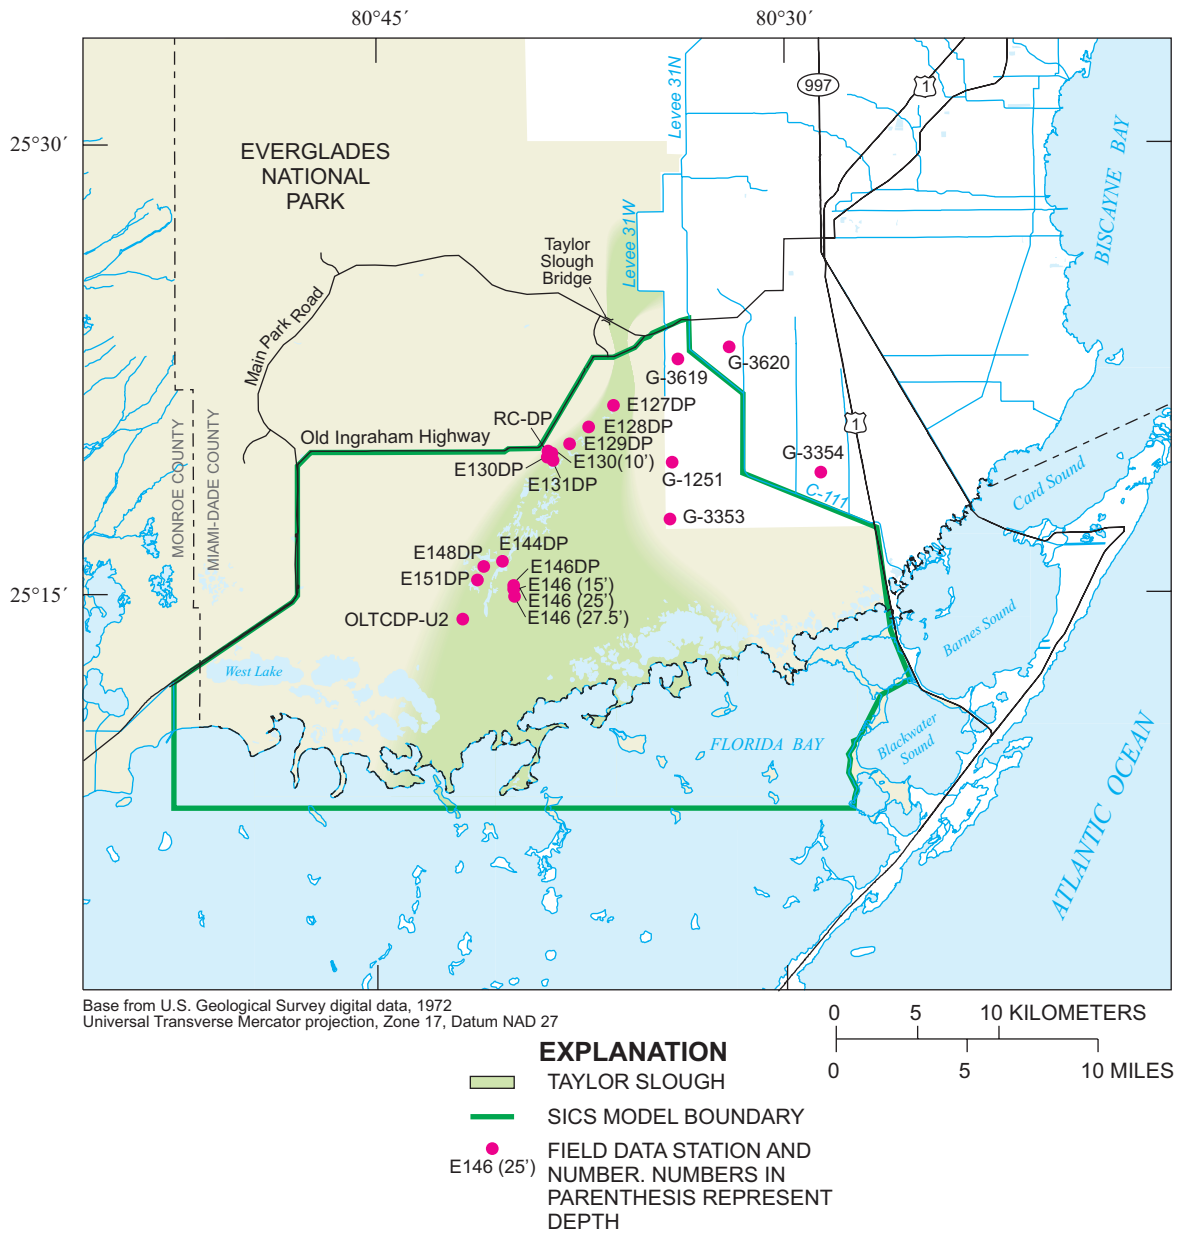 80°45´
80°30´
25°30´
EVERGLADES
NATIONAL
PARK
Levee 31N
997
1
BISCAYNE BAY
Levee 31W
Taylor
Slough
Bridge
Main Park Road
G-3619
G-3620
E127DP
RC-DP
E128DP
Old Ingraham Highway
E129DP
E130DP
E130(10’)
E131DP
G-1251
G-3354
1
C-111
Card Sound
MONROE COUNTY
MIAMI-DADE COUNTY
G-3353
E148DP
E144DP
E151DP
E146DP
E146 (15’)
E146 (25’)
E146 (27.5’)
25°15´
OLTCDP-U2
Barnes Sound
West Lake
FLORIDA BAY
Blackwater
Sound
ATLANTIC OCEAN
Base from U.S. Geological Survey digital data, 1972
Universal Transverse Mercator projection, Zone 17, Datum NAD 27
0 5 10 KILOMETERS
0 5 10 MILES
EXPLANATION
TAYLOR SLOUGH
SICS MODEL BOUNDARY
E146 (25’)
FIELD DATA STATION AND
NUMBER. NUMBERS IN
PARENTHESIS REPRESENT
DEPTH